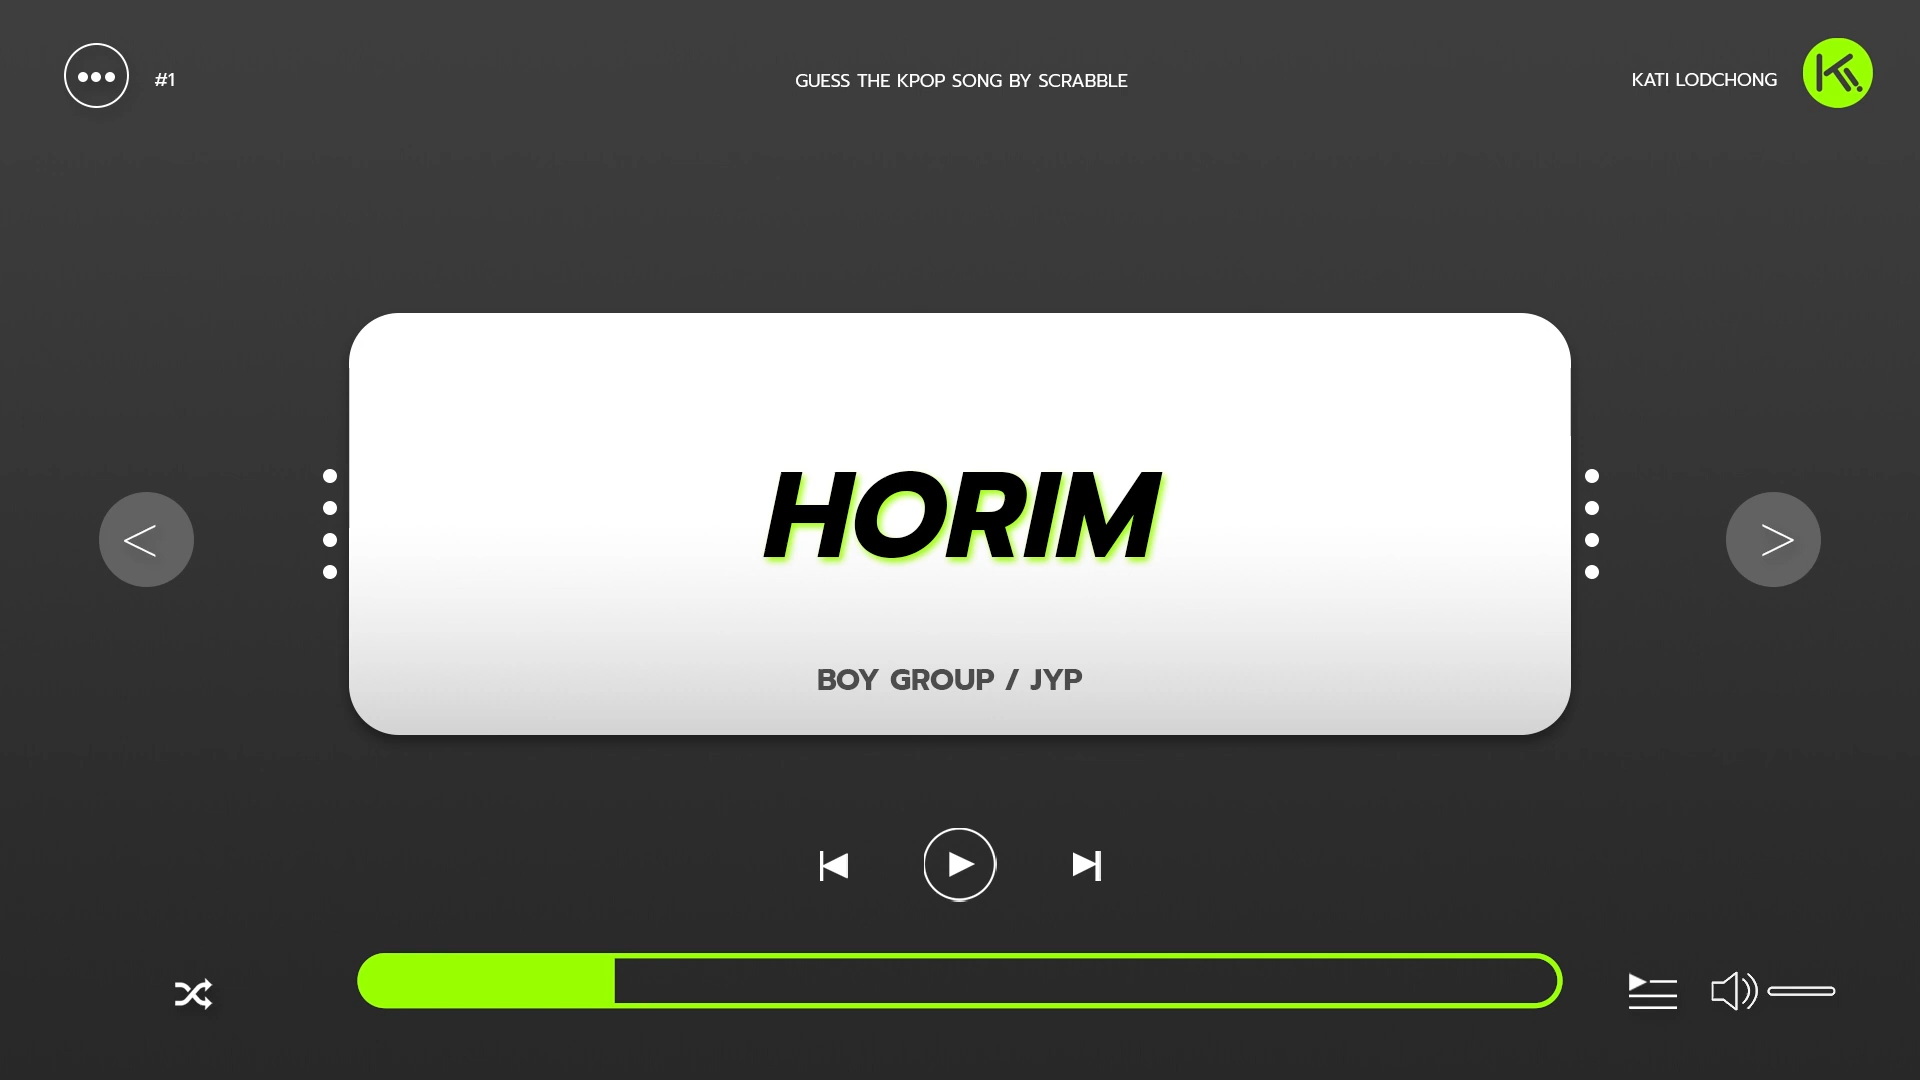 #1
GUESS THE KPOP SONG BY SCRABBLE
KATI LODCHONG
K.
HORIM
BOY GROUP / JYP